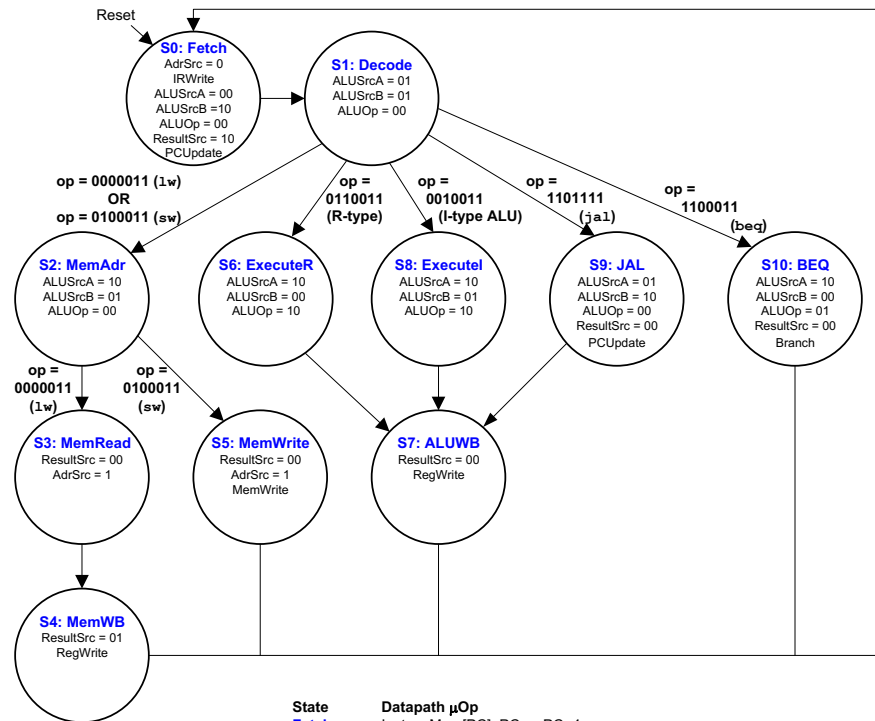 Reset
S0: Fetch
AdrSrc = 0
IRWrite
ALUSrcA = 00
ALUSrcB =10
ALUOp = 00
ResultSrc = 10
PCUpdate
S1: Decode
ALUSrcA = 01
ALUSrcB = 01
ALUOp = 00
op = 0000011 (lw)
OR
op = 0100011 (sw)
op =
0110011
(R-type)
op =
0010011
(I-type ALU)
op =
1101111
(jal)
op =
1100011
(beq)
S2: MemAdr
ALUSrcA = 10
ALUSrcB = 01
ALUOp = 00
S6: ExecuteR
ALUSrcA = 10
ALUSrcB = 00
ALUOp = 10
S8: ExecuteI
ALUSrcA = 10
ALUSrcB = 01
ALUOp = 10
S9: JAL
ALUSrcA = 01
ALUSrcB = 10
ALUOp = 00
ResultSrc = 00
PCUpdate
S10: BEQ
ALUSrcA = 10
ALUSrcB = 00
ALUOp = 01
ResultSrc = 00
Branch
op =
0000011
(lw)
op =
0100011
(sw)
S3: MemRead
ResultSrc = 00
AdrSrc = 1
S5: MemWrite
ResultSrc = 00
AdrSrc = 1
MemWrite
S7: ALUWB
ResultSrc = 00
RegWrite
S4: MemWB
ResultSrc = 01
RegWrite
State Datapath µOp